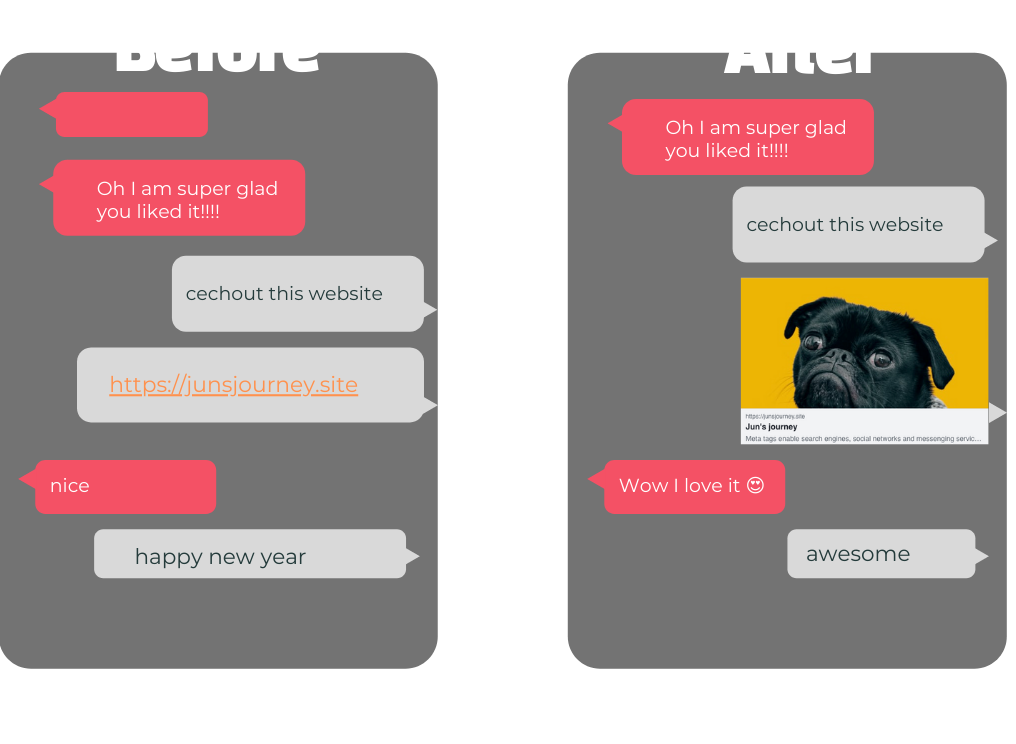 Before
Oh I am super glad
you liked it!!!!
cechout this website
https://junsjourney.site
nice
happy new year
After
Oh I am super glad
you liked it!!!!
cechout this website
https://junsjourney.site
Jun's journey
Meta tags enable search engines, social networks and messenging servic...
Wow I love it 😍
awesome